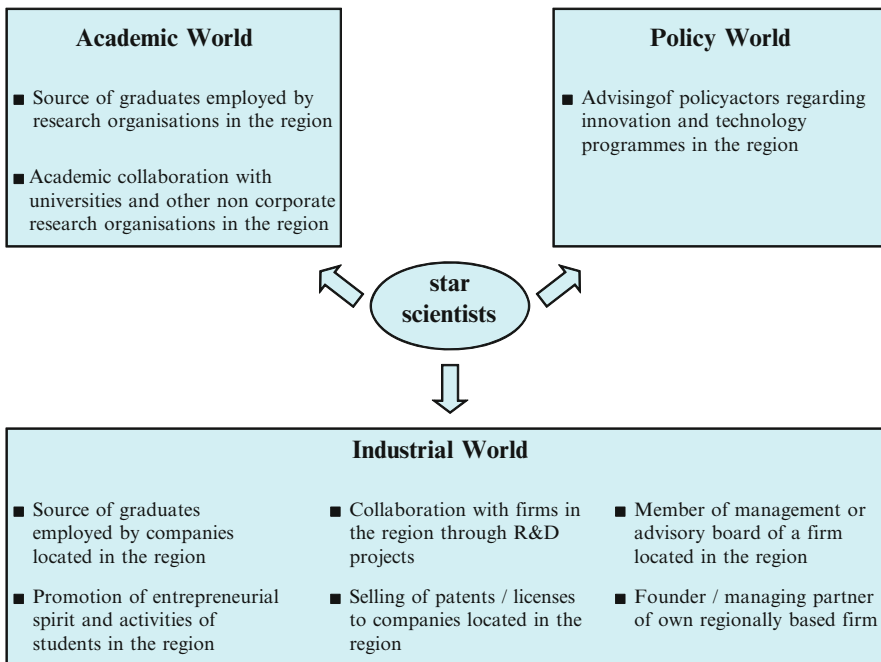 Academic World
■ Source of graduates employed by
research organisations in the region
■ Academic collaboration with
universities and other non corporate
research organisations in the region
Policy World
■ Advisingof policyactors regarding
innovation and technology
programmes in the region
star
scientists
Industrial World
■ Source of graduates
employed by companies
located in the region
■ Promotion of entrepreneurial
spirit and activities of
students in the region
■ Collaboration with firms in
the region through R&D
projects
■ Selling of patents / licenses
to companies located in the
region
■ Member of management or
advisory board of a firm
located in the region
■ Founder / managing partner
of own regionally based firm